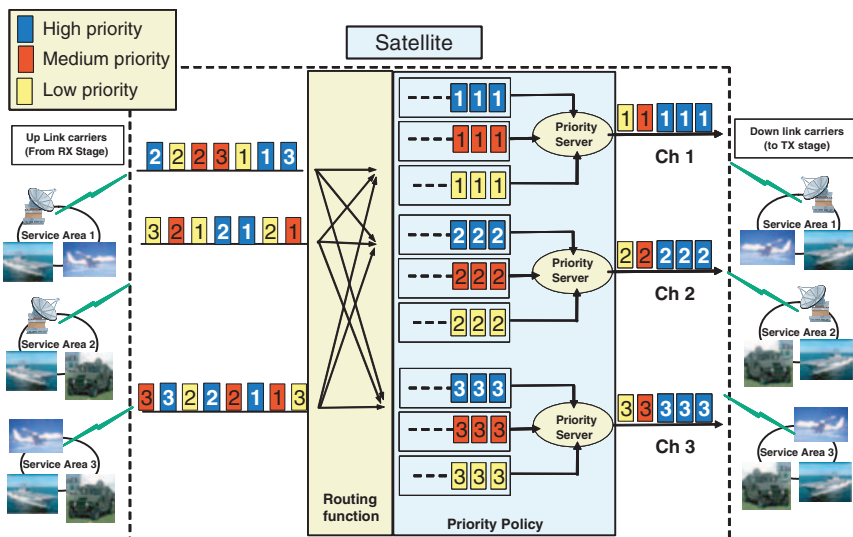 High priority
Medium priority
Low priority
Satellite
Up Link carriers
(From RX Stage)
Down link carriers
(to TX stage)
2 2 2 3 1 1 3
3 2 1 2 1 2 1
3 3 2 2 2 1 1 3
Service Area 1
Service Area 2
Service Area 3
Routing
function
1 1 1
1 1 1
1 1 1
Priority
Server
1 1 1 1 1
Ch 1
2 2 2
2 2 2
2 2 2
Priority
Server
2 2 2 2 2
Ch 2
3 3 3
3 3 3
3 3 3
Priority
Server
3 3 3 3 3
Ch 3
Priority Policy
Service Area 1
Service Area 2
Service Area 3